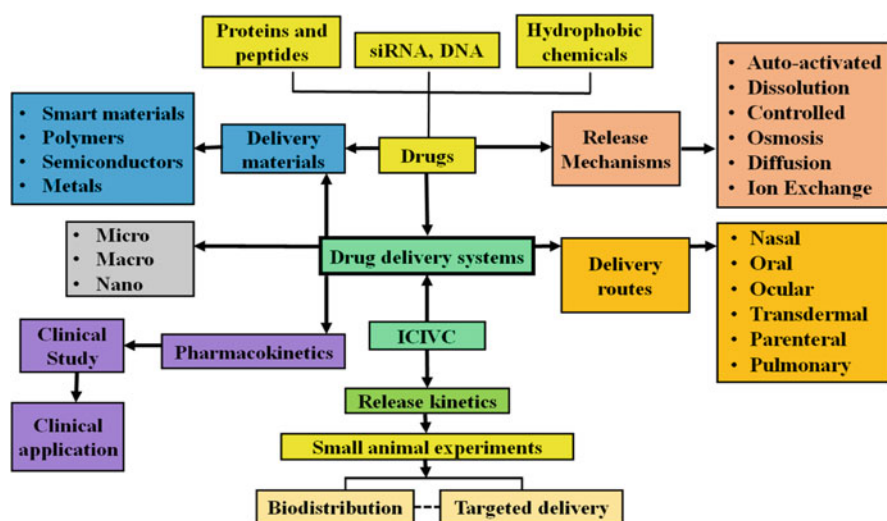 Proteins and
peptides
siRNA, DNA
Hydrophobic
chemicals
• Smart materials
• Polymers
• Semiconductors
• Metals
Delivery
materials
Drugs
Release
Mechanisms
• Auto-activated
• Dissolution
• Controlled
• Osmosis
• Diffusion
• Ion Exchange
• Micro
• Macro
• Nano
Drug delivery systems
Delivery
routes
• Nasal
• Oral
• Ocular
• Transdermal
• Parenteral
• Pulmonary
Clinical
Study
Pharmacokinetics
ICIVC
Clinical
application
Release kinetics
Small animal experiments
Biodistribution
Targeted delivery